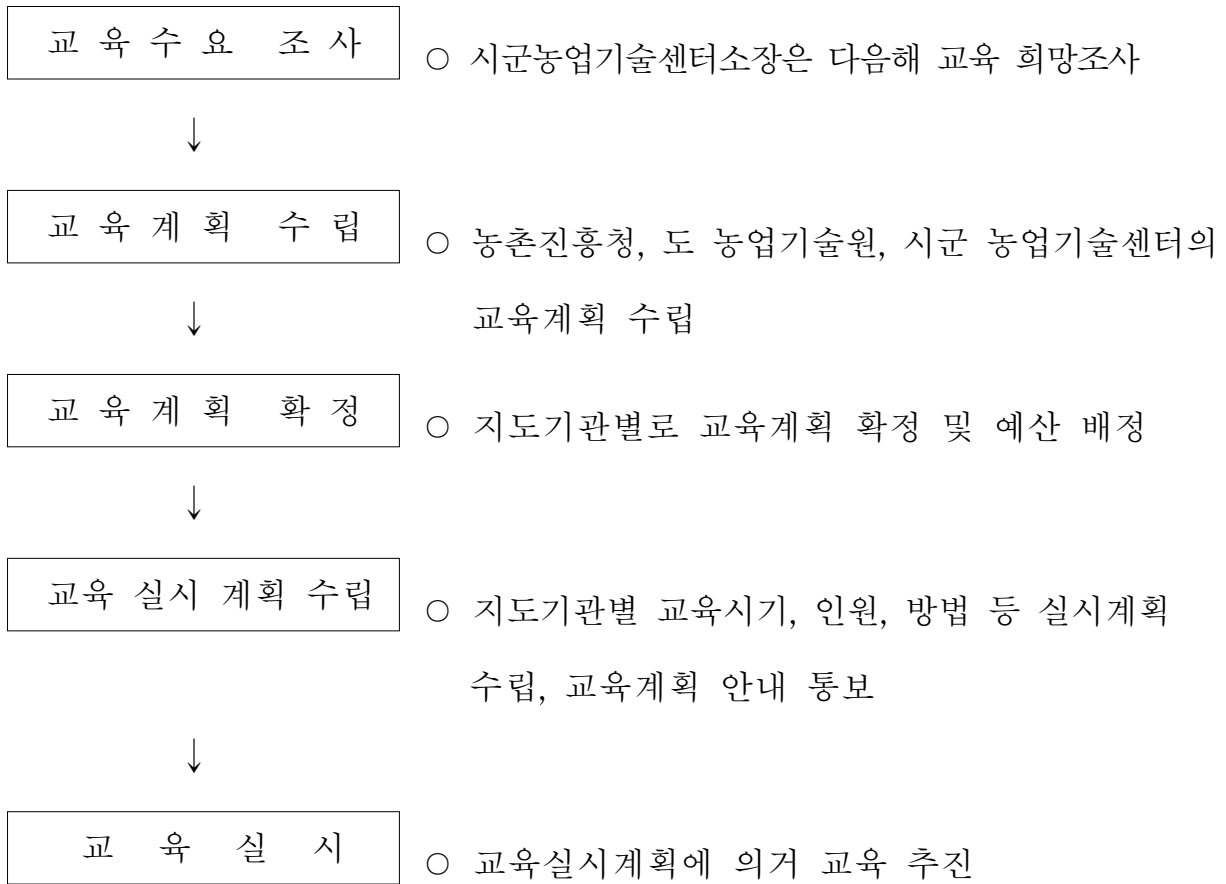 교 육 수 요 조 사
○ 시군농업기술센터소장은 다음해 교육 희망조사
↓
교 육 계 획 수 립
○ 농촌진흥청, 도 농업기술원, 시군 농업기술센터의
교육계획 수립
↓
교 육 계 획 확 정
○ 지도기관별로 교육계획 확정 및 예산 배정
↓
교육 실시 계획 수립
○ 지도기관별 교육시기, 인원, 방법 등 실시계획
수립, 교육계획 안내 통보
↓
교 육 실 시
○ 교육실시계획에 의거 교육 추진